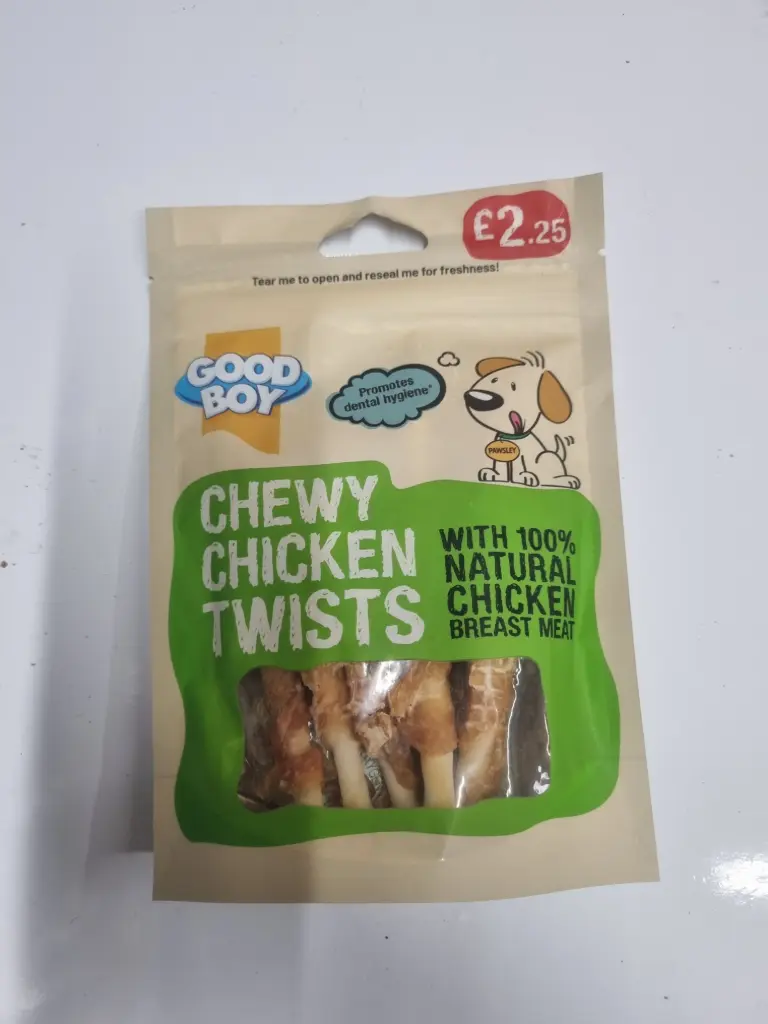 £2.25
Tear me to open and reseal me for freshness!
GOOD
BOY
Promotes
dental hygiene*
PAWSLEY
CHEWY
CHICKEN
TWISTS
WITH 100%
NATURAL
CHICKEN
BREAST MEAT